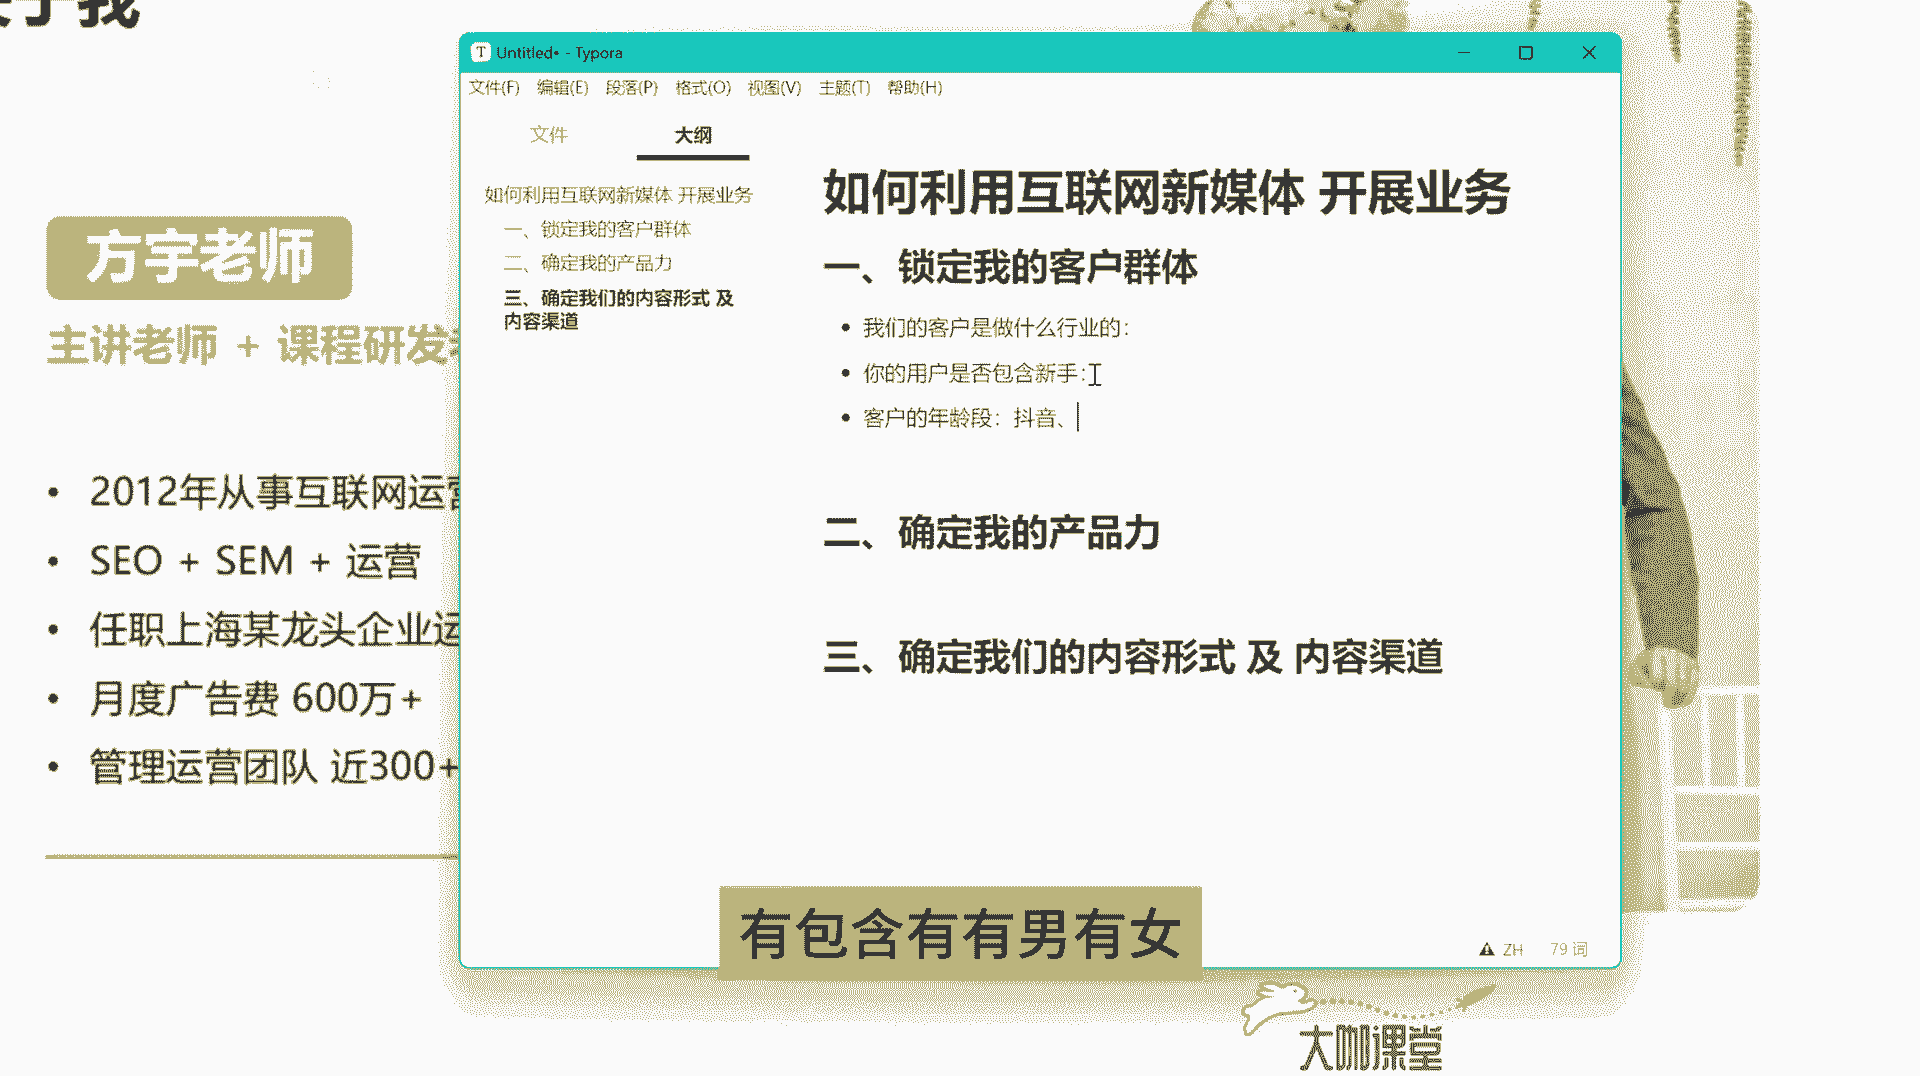 我
Untitled• - Typora
文件(F) 编辑(E) 段落(P) 格式(O) 视图(V) 主题(T) 帮助(H)
文件 大纲
如何利用互联网新媒体 开展业务
一、锁定我的客户群体
二、确定我的产品力
三、确定我们的内容形式 及
内容渠道
如何利用互联网新媒体 开展业务
一、锁定我的客户群体
• 我们的客户是做什么行业的：
• 你的用户是否包含新手：
• 客户的年龄段：抖音、
二、确定我的产品力
三、确定我们的内容形式 及 内容渠道
ZH 79 词
方宇老师
主讲老师 + 课程研发
• 2012年从事互联网运营
• SEO + SEM + 运营
• 任职上海某龙头企业运
• 月度广告费 600万+
• 管理运营团队 近300+
有包含有有男有女
大咖课堂